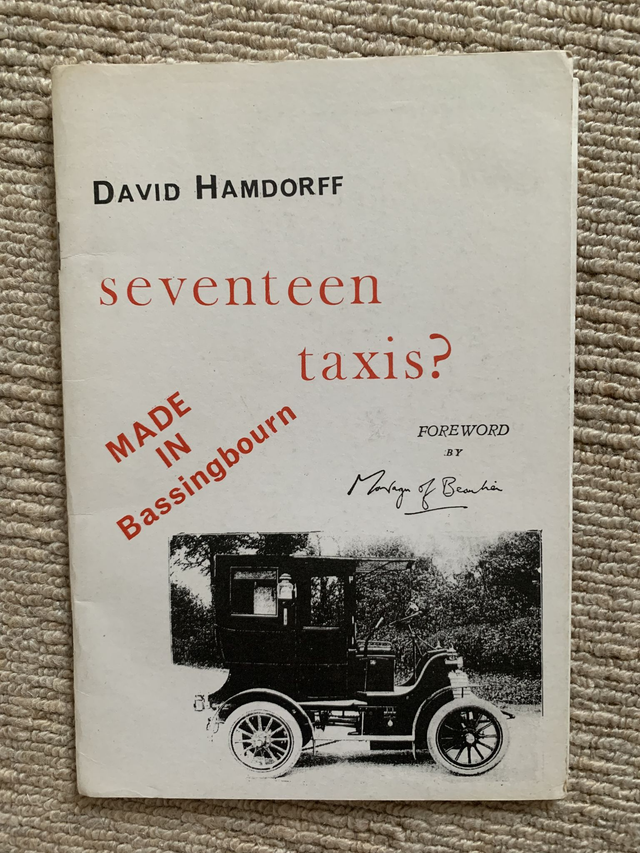 DAVID HAMDORFF
seventeen
taxis?
MADE
IN
Bassingbourn
FOREWORD
BY
Montagu of Beaulieu